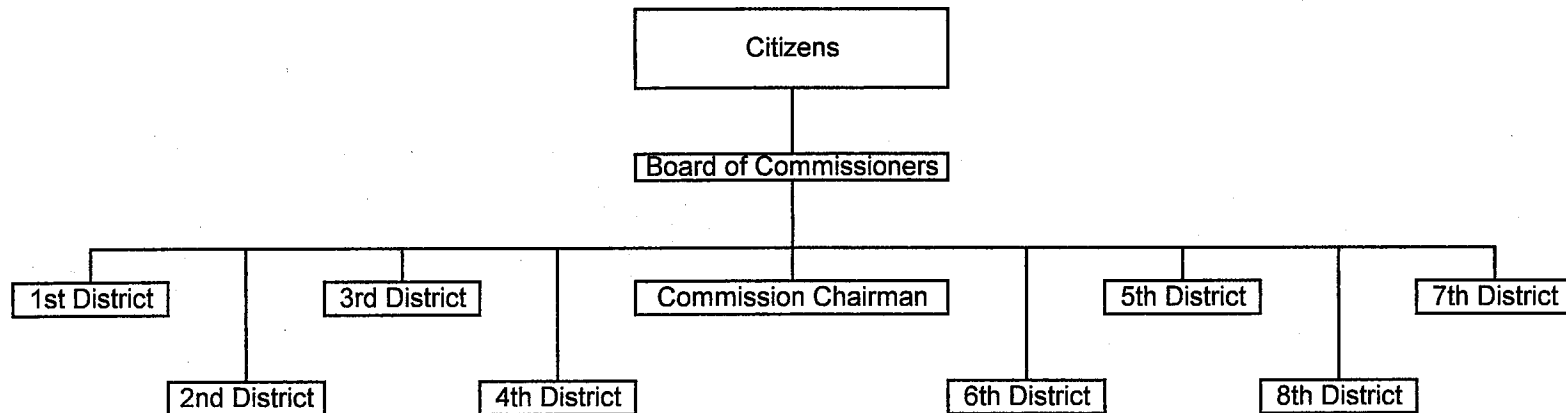 Citizens
Board of Commissioners
1st District
3rd District
Commission Chairman
5th District
7th District
2nd District
4th District
6th District
8th District